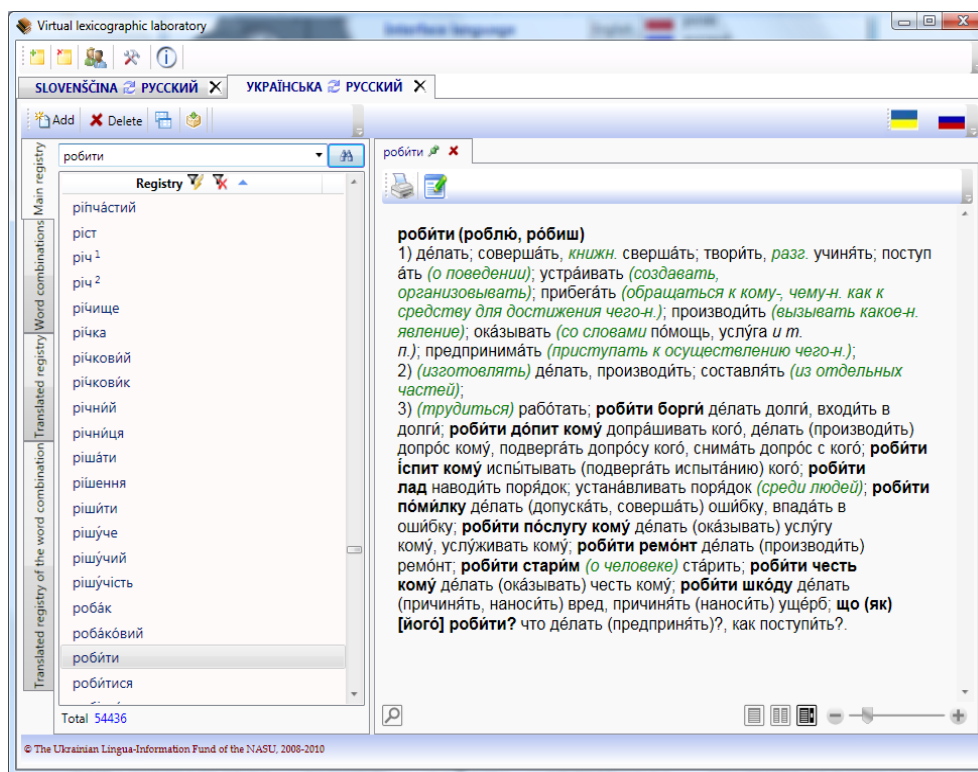 Virtual lexicographic laboratory
Interface language
SLOVENŠČINA РУССКИЙ
УКРАЇНСЬКА РУССКИЙ
Add Delete
Main registry
Word combinations
Translated registry
Translated registry of the word combination
робити
Registry
ріпча́стий
ріст
річ 1
річ 2
рі́чище
рі́чка
річкови́й
річкови́к
річни́й
річни́ця
ріша́ти
рі́шення
ріши́ти
рішу́че
рішу́чий
рішу́чість
роба́к
роба́ковий
роби́ти
роби́тися
Total 54436
роби́ти
роби́ти (роблю́, ро́биш)
1) де́лать; соверша́ть, книжн. сверша́ть; твори́ть, разг. учиня́ть; поступ
а́ть (о поведении); устра́ивать (создавать,
организовывать); прибега́ть (обращаться к кому-, чему-н. как к
средству для достижения чего-н.); производи́ть (вызывать какое-н.
явление); ока́зывать (со словами по́мощь, услу́га и т.
п.); предпринима́ть (приступать к осуществлению чего-н.);
2) (изготовлять) де́лать, производи́ть; составля́ть (из отдельных
частей);
3) (трудиться) рабо́тать; роби́ти борги́ де́лать долги́, входи́ть в
долги́; роби́ти до́пит кому́ допра́шивать кого́, де́лать (производи́ть)
допро́с кому́, подверга́ть допро́су кого́, снима́ть допро́с с кого́; роби́ти
і́спит кому́ испы́тывать (подверга́ть испыта́нию) кого́; роби́ти
лад наводи́ть поря́док; устана́вливать поря́док (среди людей); роби́ти
по́милку де́лать (допуска́ть, соверша́ть) оши́бку, впада́ть в
оши́бку; роби́ти по́слугу кому́ де́лать (ока́зывать) услу́гу
кому́, услу́живать кому́; роби́ти ремо́нт де́лать (производи́ть)
ремо́нт; роби́ти стари́м (о человеке) ста́рить; роби́ти честь
кому́ де́лать (ока́зывать) честь кому́; роби́ти шко́ду де́лать
(причиня́ть, наноси́ть) вред, причиня́ть (наноси́ть) уще́рб; що (як)
[його́] роби́ти? что де́лать (предприня́ть)?, как поступи́ть?.
© The Ukrainian Lingua-Information Fund of the NASU, 2008-2010